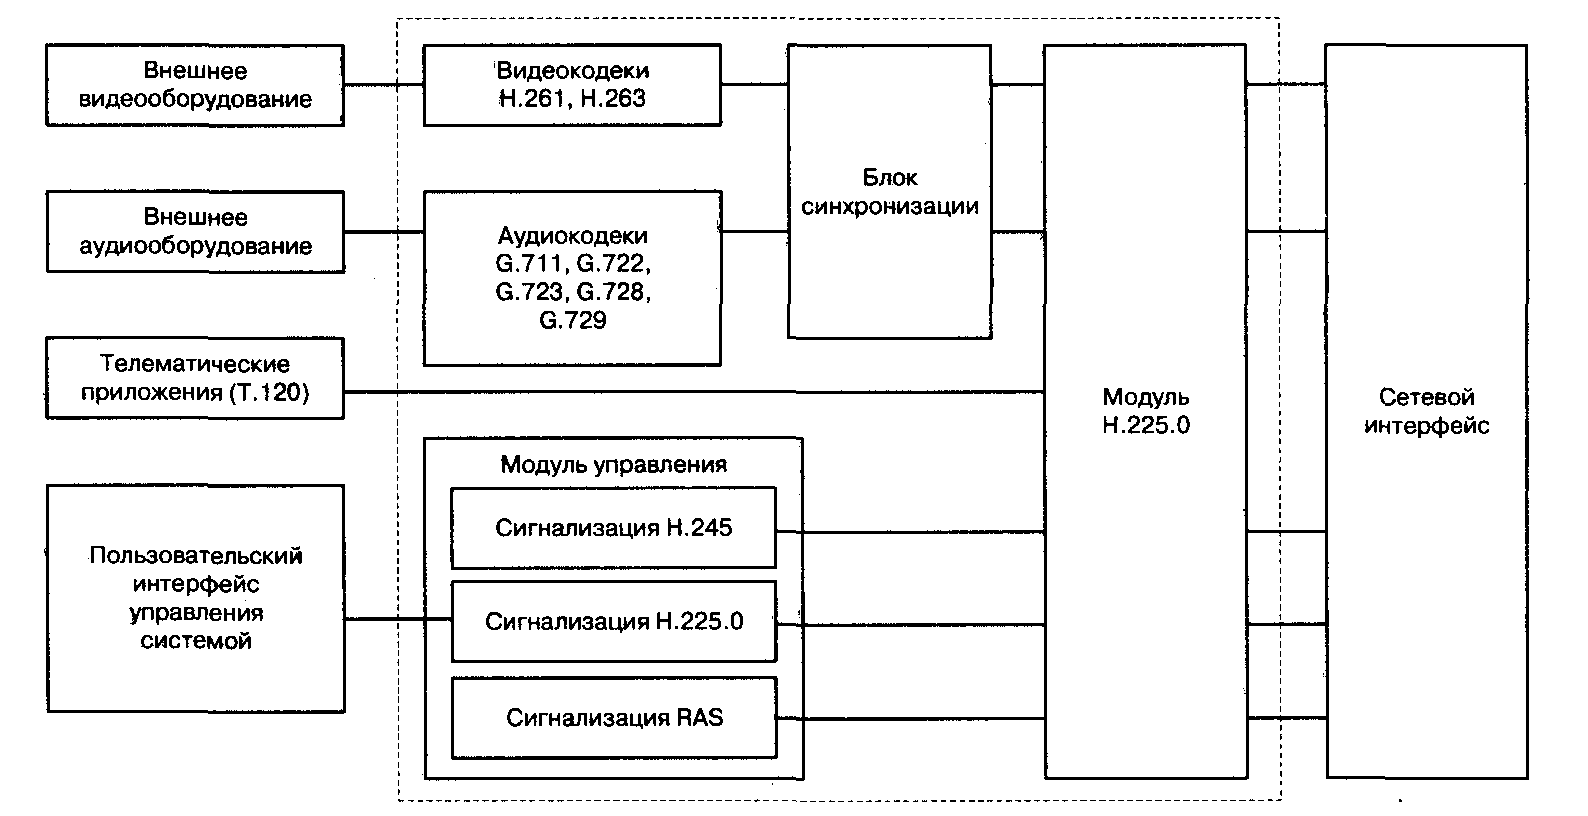 Внешнее
видеооборудование
Видеокодеки
H.261, H.263
Внешнее
аудиооборудование
Аудиокодеки
G.711, G.722,
G.723, G.728,
G.729
Блок
синхронизации
Телематические
приложения (T.120)
Модуль
H.225.0
Сетевой
интерфейс
Пользовательский
интерфейс
управления
системой
Модуль управления
Сигнализация H.245
Сигнализация H.225.0
Сигнализация RAS